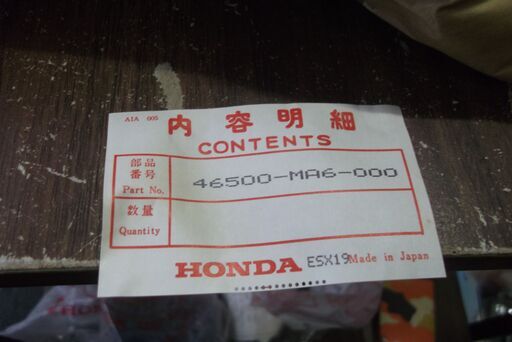 AIA 005
内容明細
CONTENTS
部品
番号
Part No.
46500-MA6-000
数量
Quantity
HONDA ESX19 Made in Japan